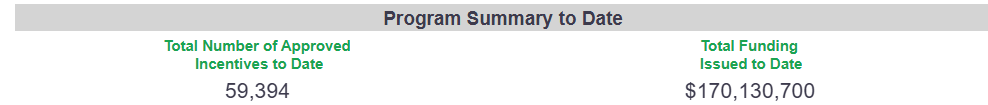 Program Summary to Date
Total Number of Approved
Incentives to Date
59,394
Total Funding
Issued to Date
$170,130,700